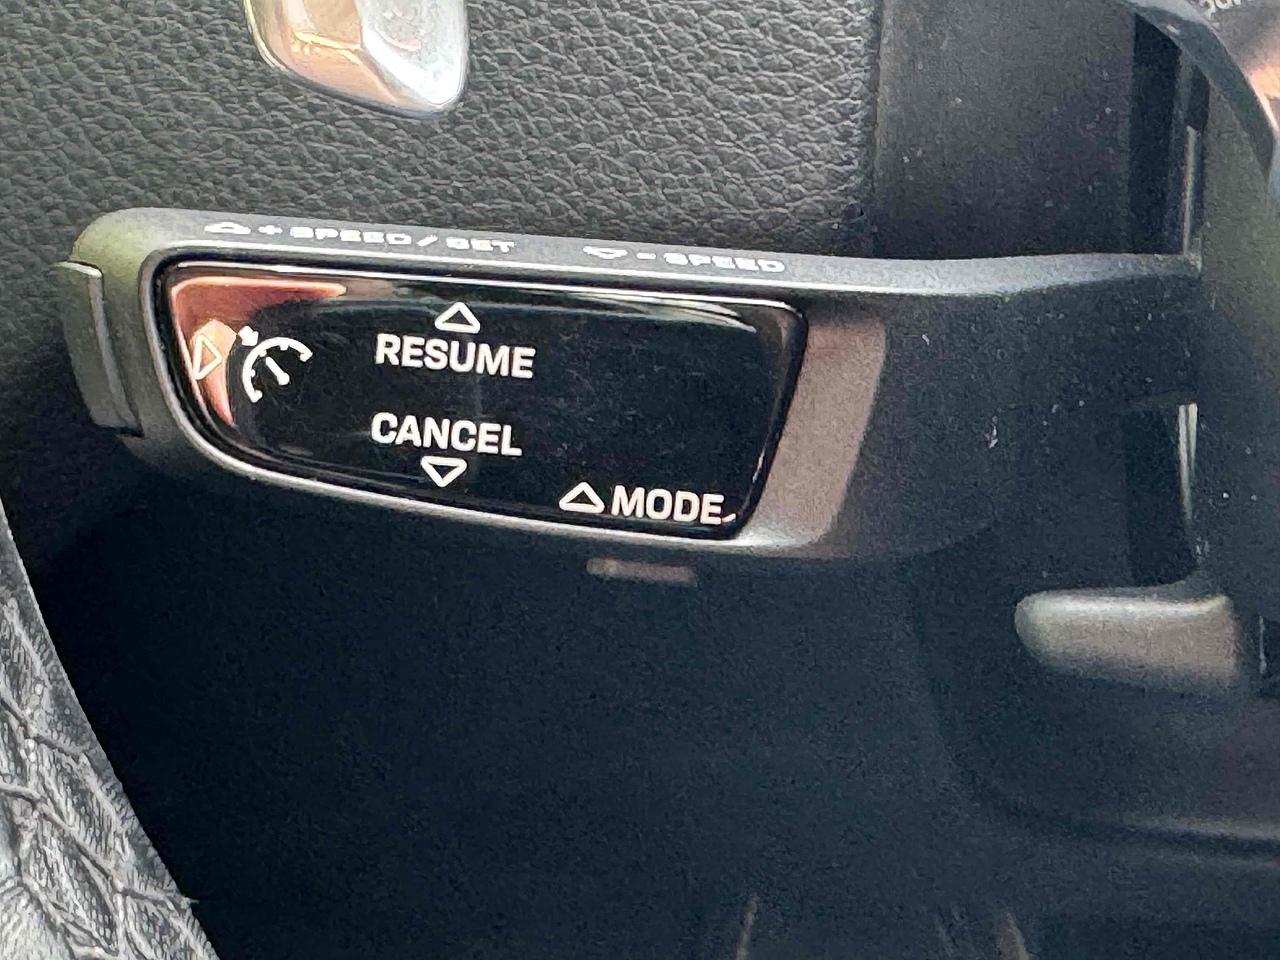 + SPEED / SET - SPEED
RESUME
CANCEL
MODE